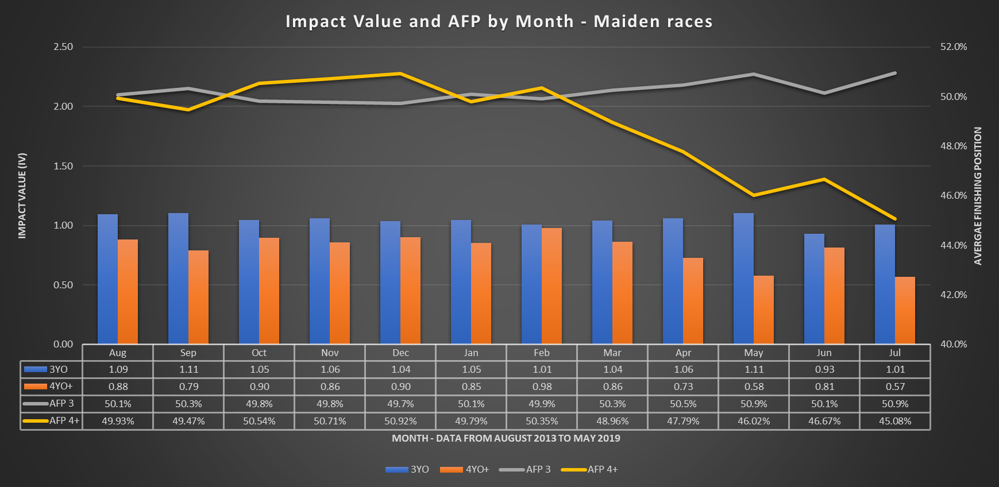 Impact Value and AFP by Month - Maiden races
2.50
2.00
1.50
1.00
0.50
0.00
IMPACT VALUE (IV)
52.0%
50.0%
48.0%
46.0%
44.0%
42.0%
40.0%
AVERGAE FINISHING POSITION
Aug Sep Oct Nov Dec Jan Feb Mar Apr May Jun Jul
3YO 1.09 1.11 1.05 1.06 1.04 1.05 1.01 1.04 1.06 1.11 0.93 1.01
4YO+ 0.88 0.79 0.90 0.86 0.90 0.85 0.98 0.86 0.73 0.58 0.81 0.57
AFP 3 50.1% 50.3% 49.8% 49.8% 49.7% 50.1% 49.9% 50.3% 50.5% 50.9% 50.1% 50.9%
AFP 4+ 49.93% 49.47% 50.54% 50.71% 50.92% 49.79% 50.35% 48.96% 47.79% 46.02% 46.67% 45.08%
MONTH - DATA FROM AUGUST 2013 TO MAY 2019
3YO 4YO+ AFP 3 AFP 4+